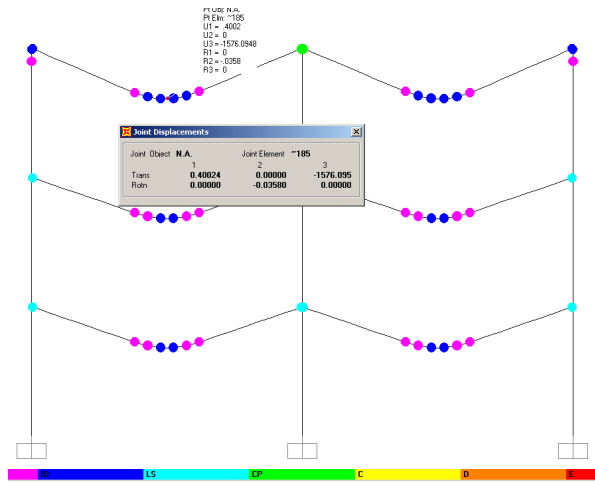 Pt Obj: N.A.
Pt Elm: ~185
U1 = .4002
U2 = 0
U3 = -1576.0948
R1 = 0
R2 = -.0358
R3 = 0
Joint Displacements
Joint Object N.A. Joint Element ~185
1 2 3
Trans 0.40024 0.00000 -1576.095
Rotn 0.00000 -0.03580 0.00000
LS CP C D E